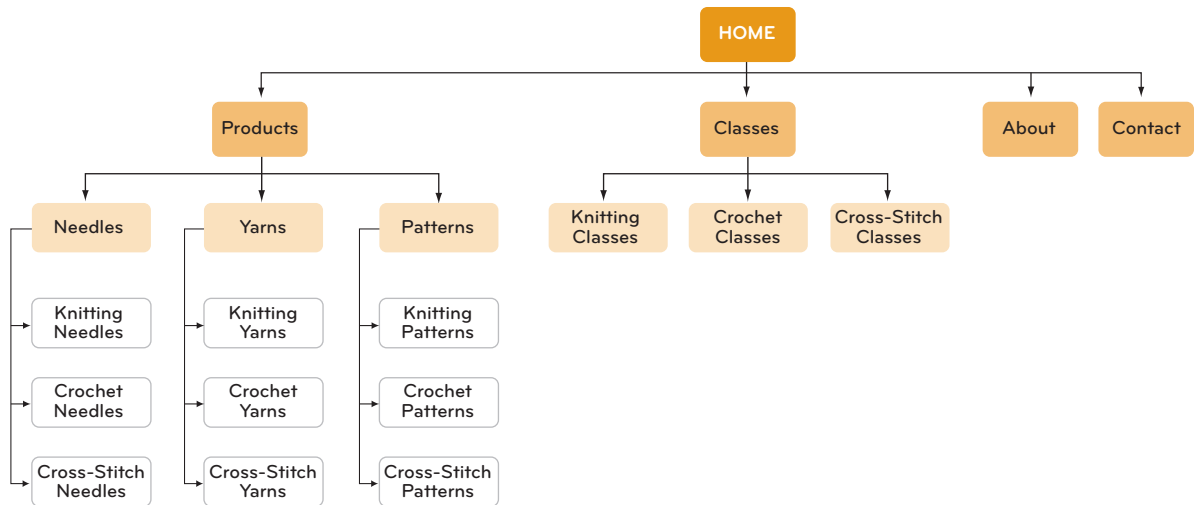 HOME
Products
Classes
About
Contact
Needles
Yarns
Patterns
Knitting
Classes
Crochet
Classes
Cross-Stitch
Classes
Knitting
Needles
Knitting
Yarns
Knitting
Patterns
Crochet
Needles
Crochet
Yarns
Crochet
Patterns
Cross-Stitch
Needles
Cross-Stitch
Yarns
Cross-Stitch
Patterns